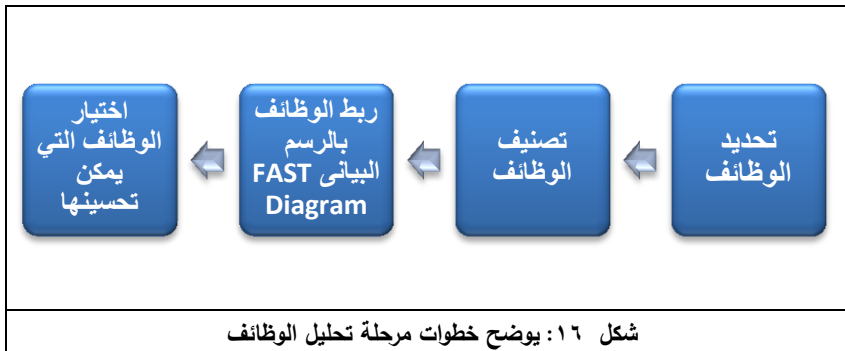 تحديد
الوظائف
تصنيف
الوظائف
ربط الوظائف
بالرسم
البيانى FAST
Diagram
اختيار
الوظائف التي
يمكن
تحسينها
شكل ١٦: يوضح خطوات مرحلة تحليل الوظائف